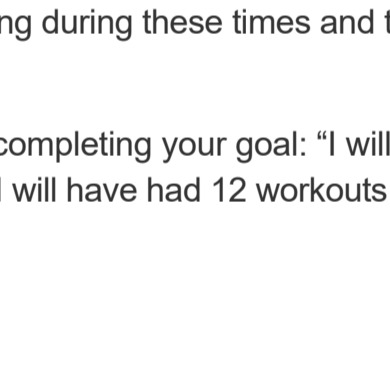 ng during these times and
completing your goal: “I will
will have had 12 workouts